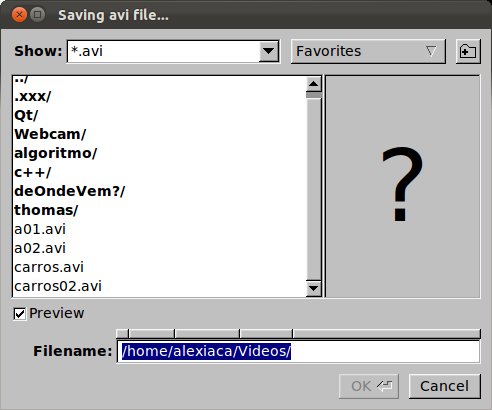 Saving avi file...
Show: *.avi Favorites
../
.xxx/
Qt/
Webcam/
algoritmo/
c++/
deOndeVem?/
thomas/
a01.avi
a02.avi
carros.avi
carros02.avi
?
Preview
Filename: /home/alexiaca/Videos/
OK Cancel